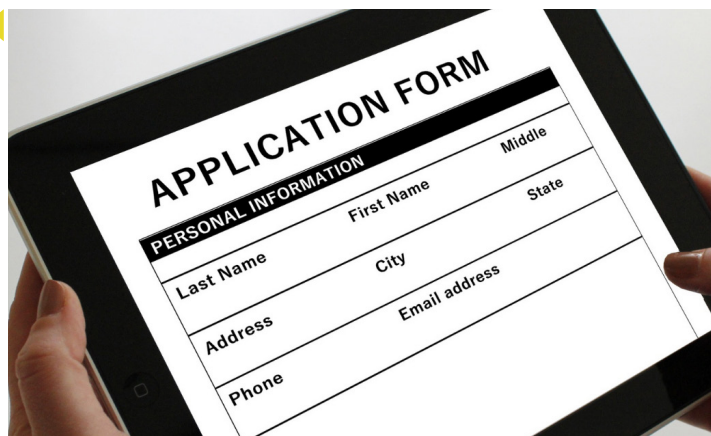 APPLICATION FORM
PERSONAL INFORMATION
Last Name First Name Middle
Address City State
Phone Email address